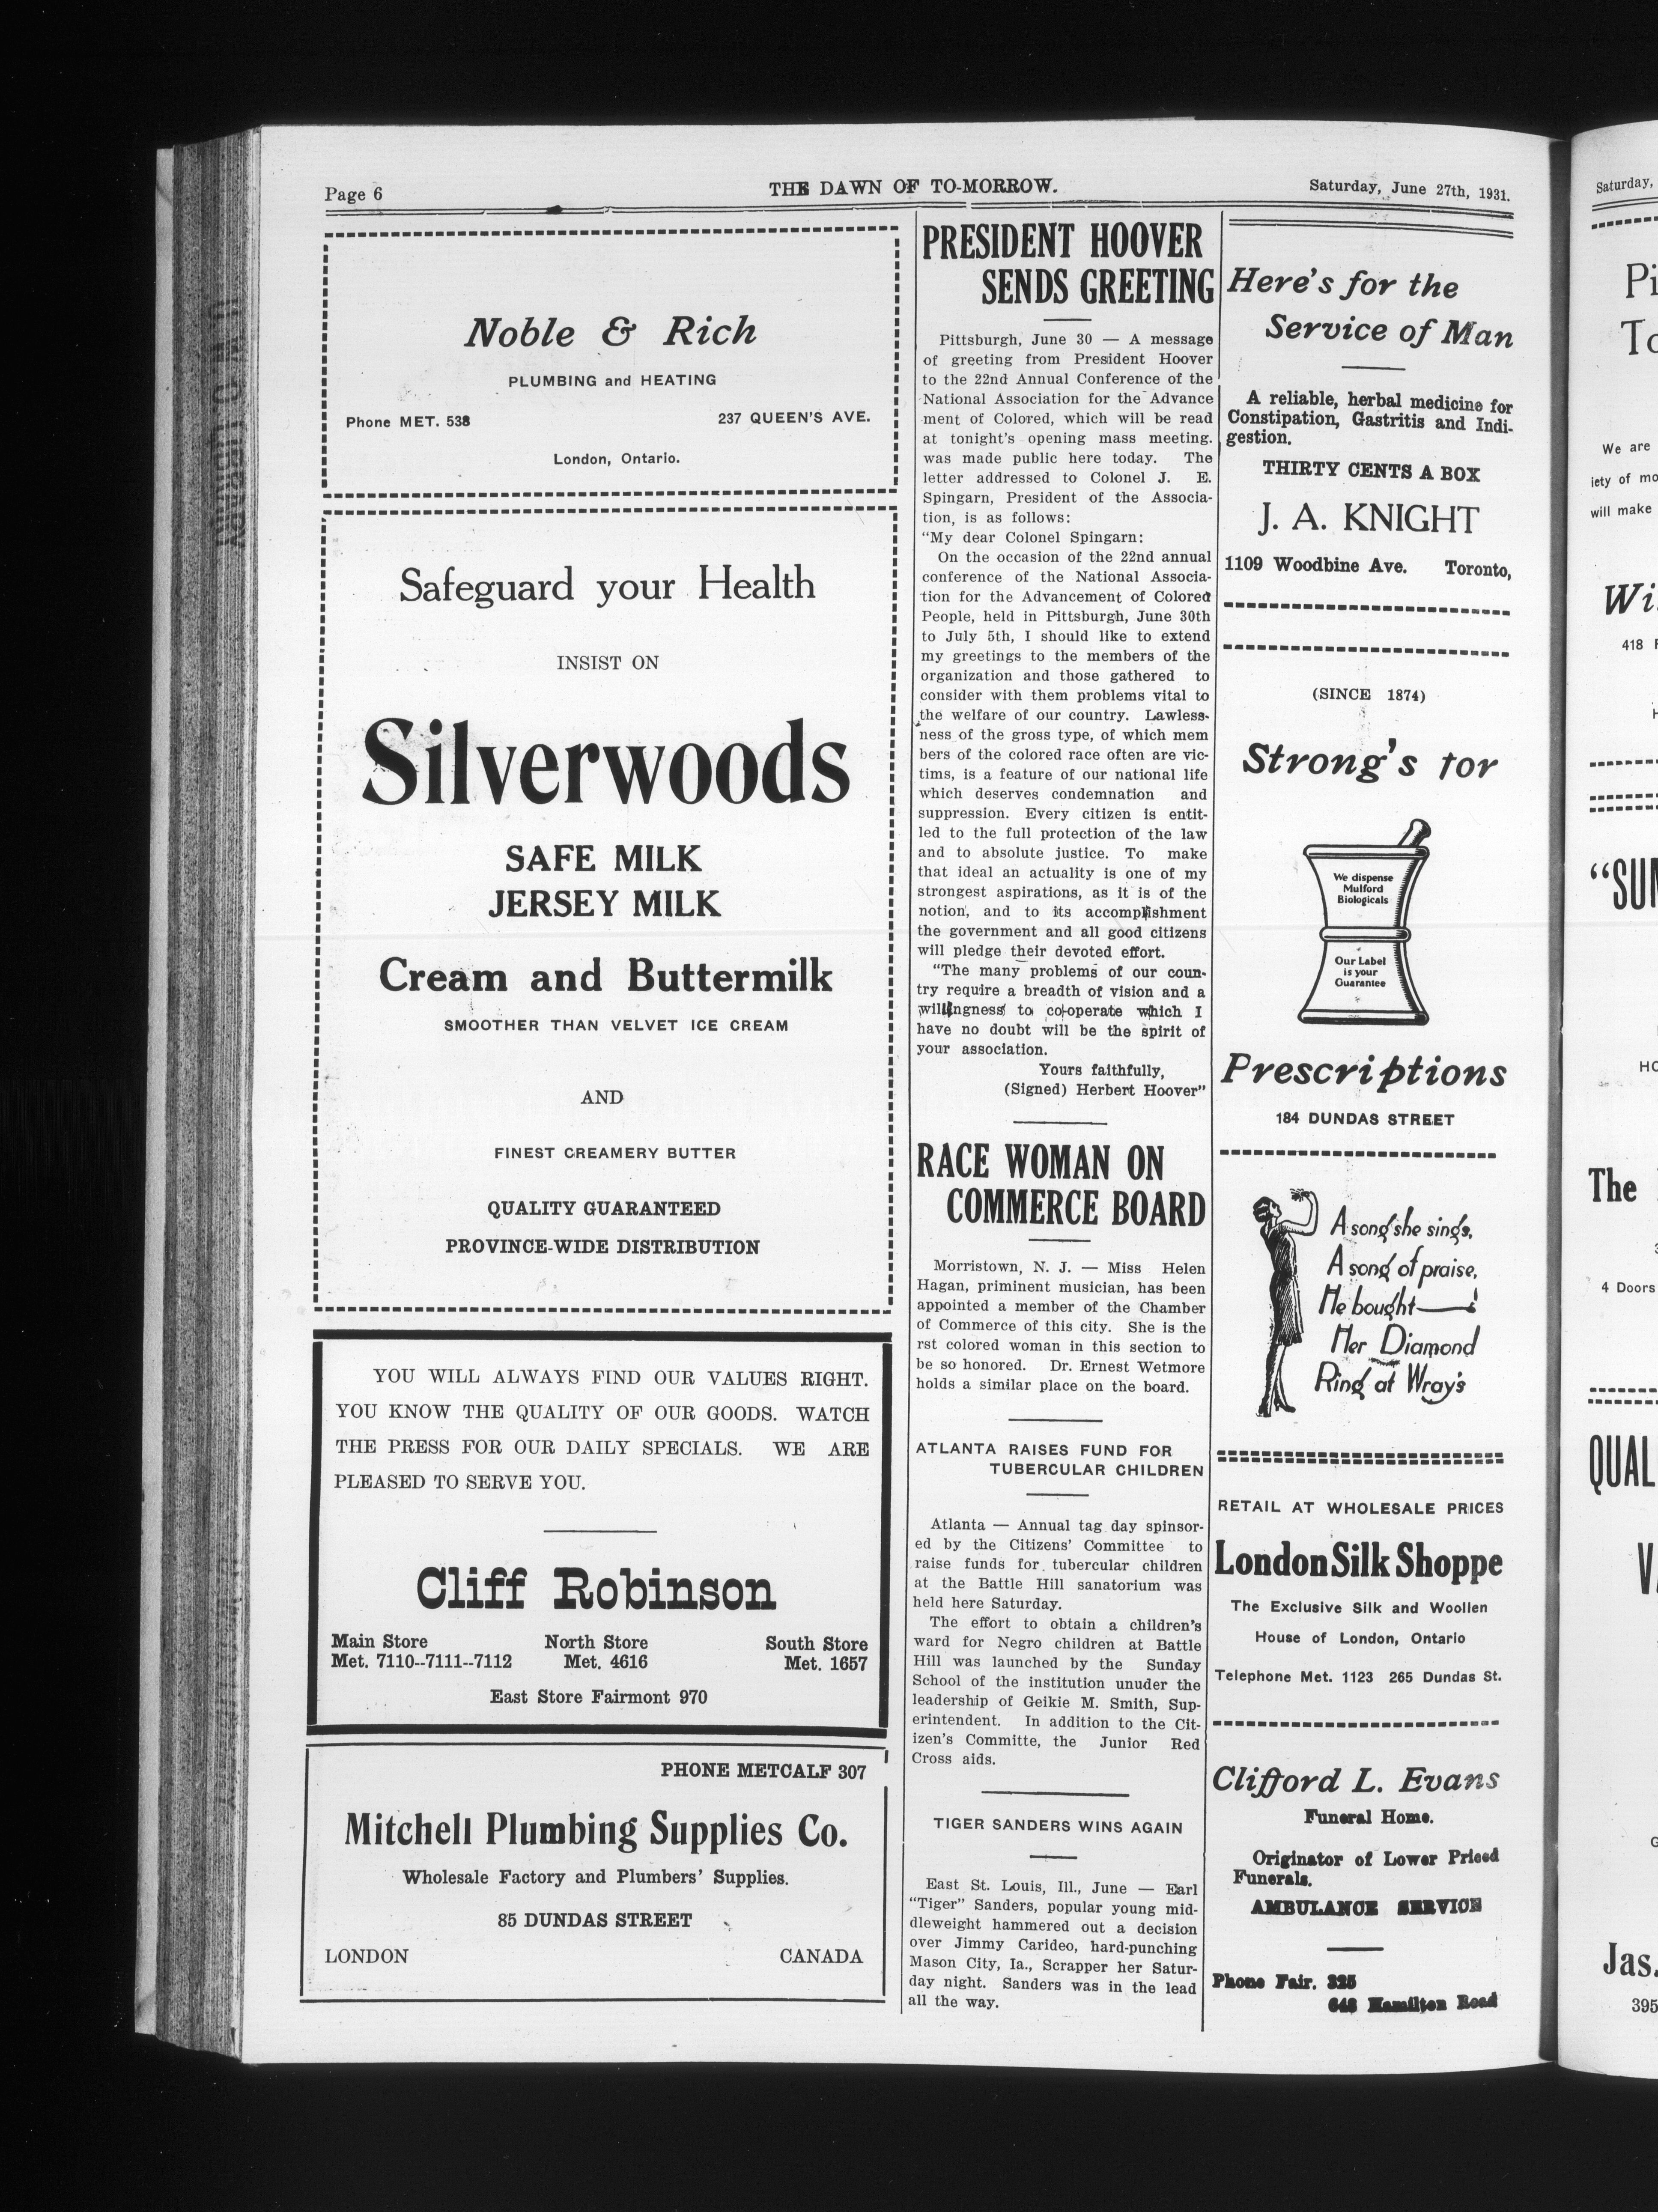 Page 6
THE DAWN OF TO-MORROW.
Saturday, June 27th, 1931.
Noble & Rich
PLUMBING and HEATING
Phone MET. 538
237 QUEEN'S AVE.
London, Ontario.
Safeguard your Health
INSIST ON
Silverwoods
SAFE MILK
JERSEY MILK
Cream and Buttermilk
SMOOTHER THAN VELVET ICE CREAM
AND
FINEST CREAMERY BUTTER
QUALITY GUARANTEED
PROVINCE-WIDE DISTRIBUTION
YOU WILL ALWAYS FIND OUR VALUES RIGHT.
YOU KNOW THE QUALITY OF OUR GOODS. WATCH
THE PRESS FOR OUR DAILY SPECIALS. WE ARE
PLEASED TO SERVE YOU.
Cliff Robinson
Main Store North Store South Store
Met. 7110--7111--7112 Met. 4616 Met. 1657
East Store Fairmont 970
PHONE METCALF 307
Mitchell Plumbing Supplies Co.
Wholesale Factory and Plumbers' Supplies.
85 DUNDAS STREET
LONDON CANADA
PRESIDENT HOOVER
SENDS GREETING
Pittsburgh, June 30 — A message
of greeting from President Hoover
to the 22nd Annual Conference of the
National Association for the Advance
ment of Colored, which will be read
at tonight's opening mass meeting.
was made public here today. The
letter addressed to Colonel J. E.
Spingarn, President of the Associa-
tion, is as follows:
"My dear Colonel Spingarn:
On the occasion of the 22nd annual
conference of the National Associa-
tion for the Advancement of Colored
People, held in Pittsburgh, June 30th
to July 5th, I should like to extend
my greetings to the members of the
organization and those gathered to
consider with them problems vital to
the welfare of our country. Lawless-
ness of the gross type, of which mem
bers of the colored race often are vic-
tims, is a feature of our national life
which deserves condemnation and
suppression. Every citizen is entit-
led to the full protection of the law
and to absolute justice. To make
that ideal an actuality is one of my
strongest aspirations, as it is of the
notion, and to its accomplishment
the government and all good citizens
will pledge their devoted effort.
"The many problems of our coun-
try require a breadth of vision and a
willingness to co-operate which I
have no doubt will be the spirit of
your association.
Yours faithfully,
(Signed) Herbert Hoover"
RACE WOMAN ON
COMMERCE BOARD
Morristown, N. J. — Miss Helen
Hagan, priminent musician, has been
appointed a member of the Chamber
of Commerce of this city. She is the
rst colored woman in this section to
be so honored. Dr. Ernest Wetmore
holds a similar place on the board.
ATLANTA RAISES FUND FOR
TUBERCULAR CHILDREN
Atlanta — Annual tag day spinsor-
ed by the Citizens' Committee to
raise funds for tubercular children
at the Battle Hill sanatorium was
held here Saturday.
The effort to obtain a children's
ward for Negro children at Battle
Hill was launched by the Sunday
School of the institution unuder the
leadership of Geikie M. Smith, Sup-
erintendent. In addition to the Cit-
izen's Committe, the Junior Red
Cross aids.
TIGER SANDERS WINS AGAIN
East St. Louis, Ill., June — Earl
"Tiger" Sanders, popular young mid-
dleweight hammered out a decision
over Jimmy Carideo, hard-punching
Mason City, Ia., Scrapper her Satur-
day night. Sanders was in the lead
all the way.
Here's for the
Service of Man
A reliable, herbal medicine for
Constipation, Gastritis and Indi-
gestion.
THIRTY CENTS A BOX
J. A. KNIGHT
1109 Woodbine Ave. Toronto,
(SINCE 1874)
Strong's for
We dispense
Mulford
Biologicals
Our Label
is your
Guarantee
Prescriptions
184 DUNDAS STREET
A song she sings,
A song of praise,
He bought—
Her Diamond
Ring at Wray's
RETAIL AT WHOLESALE PRICES
London Silk Shoppe
The Exclusive Silk and Woollen
House of London, Ontario
Telephone Met. 1123 265 Dundas St.
Clifford L. Evans
Funeral Home.
Originator of Lower Priced
Funerals.
AMBULANCE SERVICE
Phone Fair. 325
648 Hamilton Road
Saturday,
We are
iety of mo
will make
418
"SUN
The
4 Doors
QUAL
Jas.
395